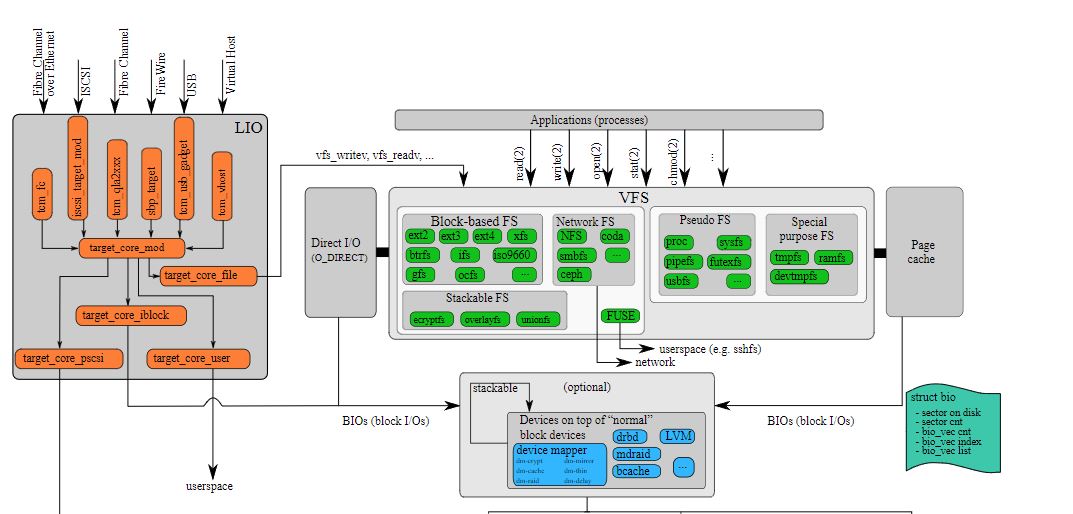 Fibre Channel
over Ethernet
ISCSI
Fibre Channel
FireWire
USB
Virtual Host
LIO
tcm_fc
iscsi_target_mod
tcm_qla2xxx
sbp_target
tcm_usb_gadget
tcm_vhost
target_core_mod
target_core_file
target_core_iblock
target_core_pscsi
target_core_user
userspace
vfs_writev, vfs_readv, ...
Applications (processes)
read(2)
write(2)
open(2)
stat(2)
chmod(2)
...
VFS
Direct I/O
(O_DIRECT)
Block-based FS
ext2 ext3 ext4 xfs
btrfs ifs iso9660
gfs ocfs ...
Network FS
NFS coda
smbfs ...
ceph
Stackable FS
ecryptfs overlayfs unionfs
FUSE
Pseudo FS
proc sysfs
pipefs futexfs
usbfs ...
Special
purpose FS
tmpfs ramfs
devtmpfs
Page
cache
userspace (e.g. sshfs)
network
stackable
(optional)
BIOs (block I/Os)
BIOs (block I/Os)
Devices on top of “normal”
block devices
drbd LVM
device mapper
dm-crypt dm-mirror
dm-cache dm-thin
dm-raid dm-delay
mdraid
bcache
...
struct bio
- sector on disk
- sector cnt
- bio_vec cnt
- bio_vec index
- bio_vec list